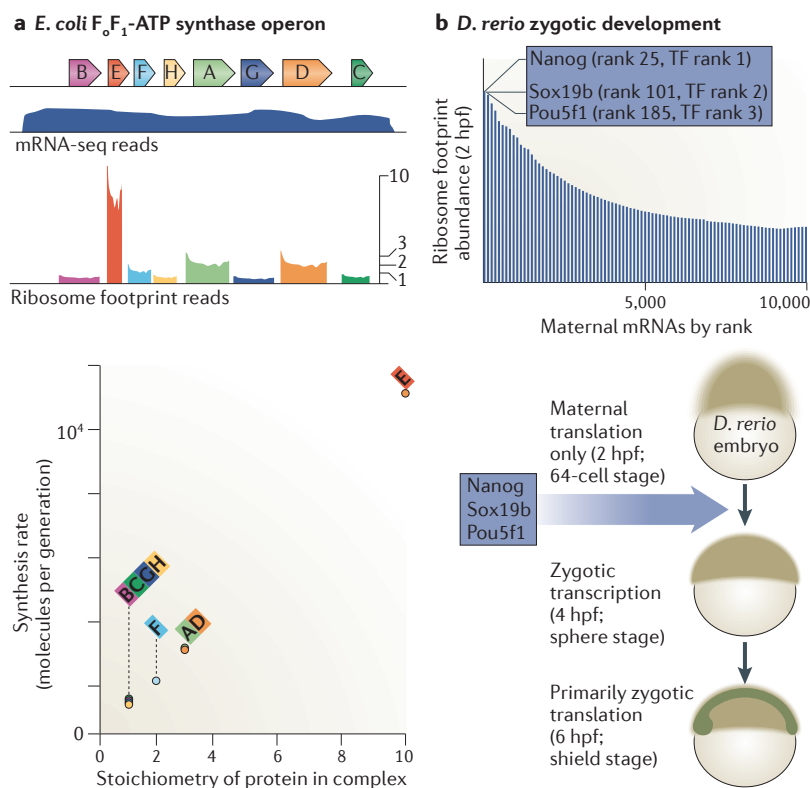 a E. coli FoF1-ATP synthase operon
B E F H A G D C
mRNA-seq reads
10
3
2
1
Ribosome footprint reads
Synthesis rate
(molecules per generation)
10⁴
0
E
BCGH
F
AD
0 2 4 6 8 10
Stoichiometry of protein in complex
b D. rerio zygotic development
Nanog (rank 25, TF rank 1)
Sox19b (rank 101, TF rank 2)
Pou5f1 (rank 185, TF rank 3)
Ribosome footprint
abundance (2 hpf)
5,000 10,000
Maternal mRNAs by rank
Maternal
translation
only (2 hpf;
64-cell stage)
D. rerio
embryo
Nanog
Sox19b
Pou5f1
Zygotic
transcription
(4 hpf;
sphere stage)
Primarily zygotic
translation
(6 hpf;
shield stage)